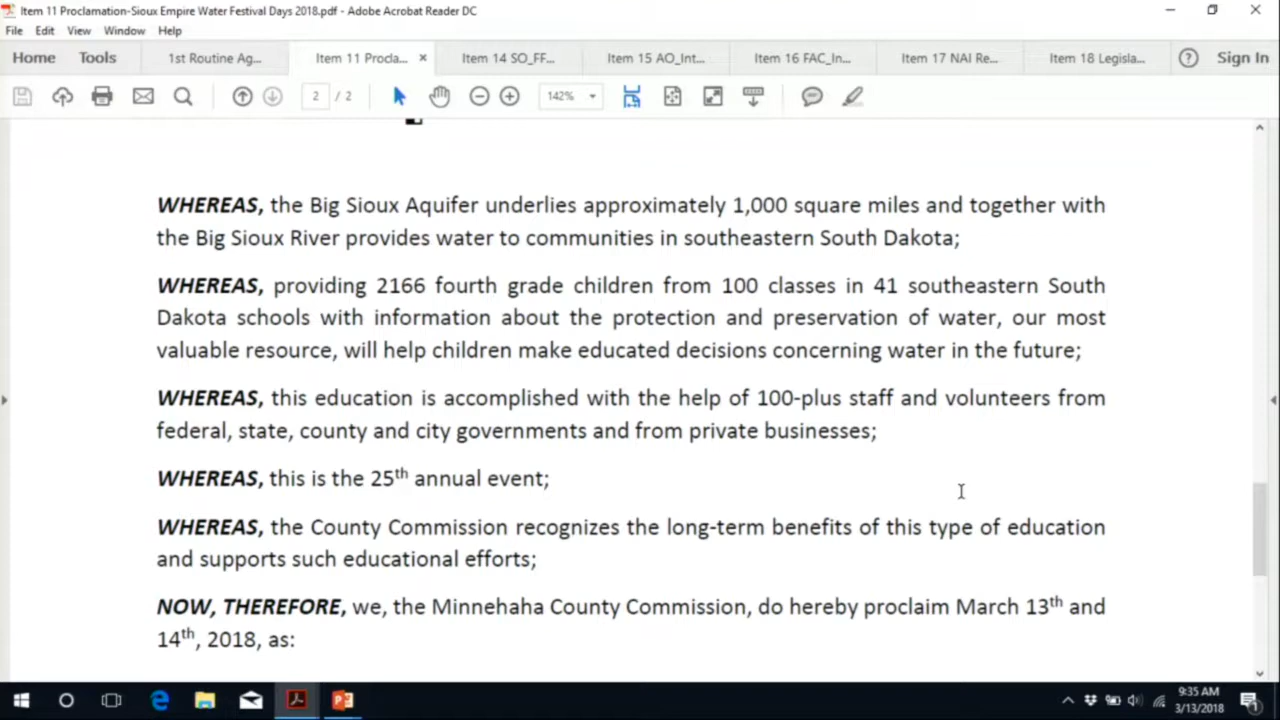 Item 11 Proclamation-Sioux Empire Water Festival Days 2018.pdf - Adobe Acrobat Reader DC
File Edit View Window Help
Home Tools 1st Routine Ag... Item 11 Procla... × Item 14 SO_FF... Item 15 AO_Int... Item 16 FAC_In... Item 17 NAI Re... Item 18 Legisla... ? Sign In
2 / 2 142%
WHEREAS, the Big Sioux Aquifer underlies approximately 1,000 square miles and together with
the Big Sioux River provides water to communities in southeastern South Dakota;
WHEREAS, providing 2166 fourth grade children from 100 classes in 41 southeastern South
Dakota schools with information about the protection and preservation of water, our most
valuable resource, will help children make educated decisions concerning water in the future;
WHEREAS, this education is accomplished with the help of 100-plus staff and volunteers from
federal, state, county and city governments and from private businesses;
WHEREAS, this is the 25th annual event;
WHEREAS, the County Commission recognizes the long-term benefits of this type of education
and supports such educational efforts;
NOW, THEREFORE, we, the Minnehaha County Commission, do hereby proclaim March 13th and
14th, 2018, as:
9:35 AM
3/13/2018
1